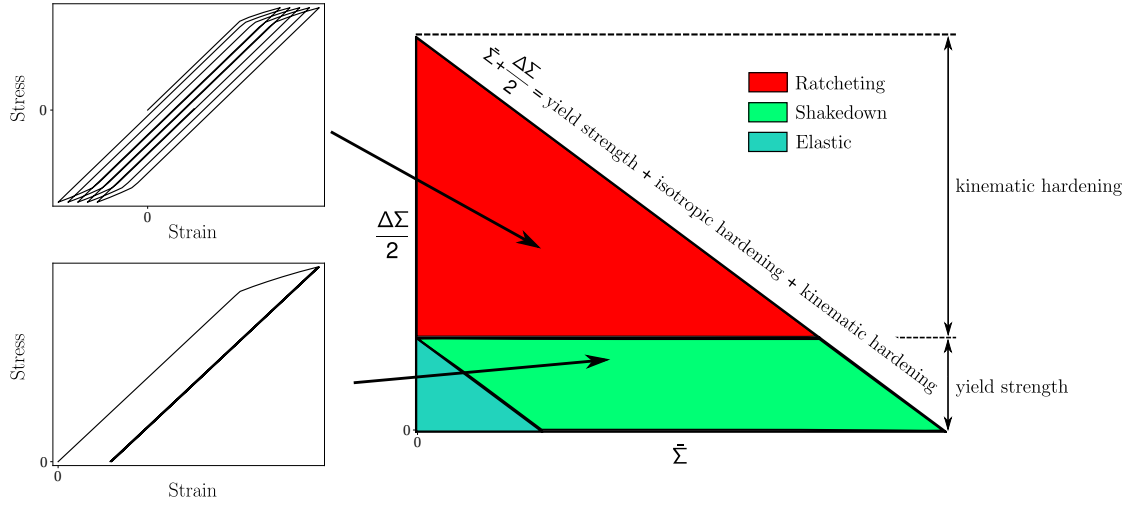 Stress
0
0
Strain
Stress
0
0
Strain
ΔΣ
2
Σ̄+ΔΣ/2 = yield strength + isotropic hardening + kinematic hardening
Ratcheting
Shakedown
Elastic
kinematic hardening
yield strength
0
0
Σ̄